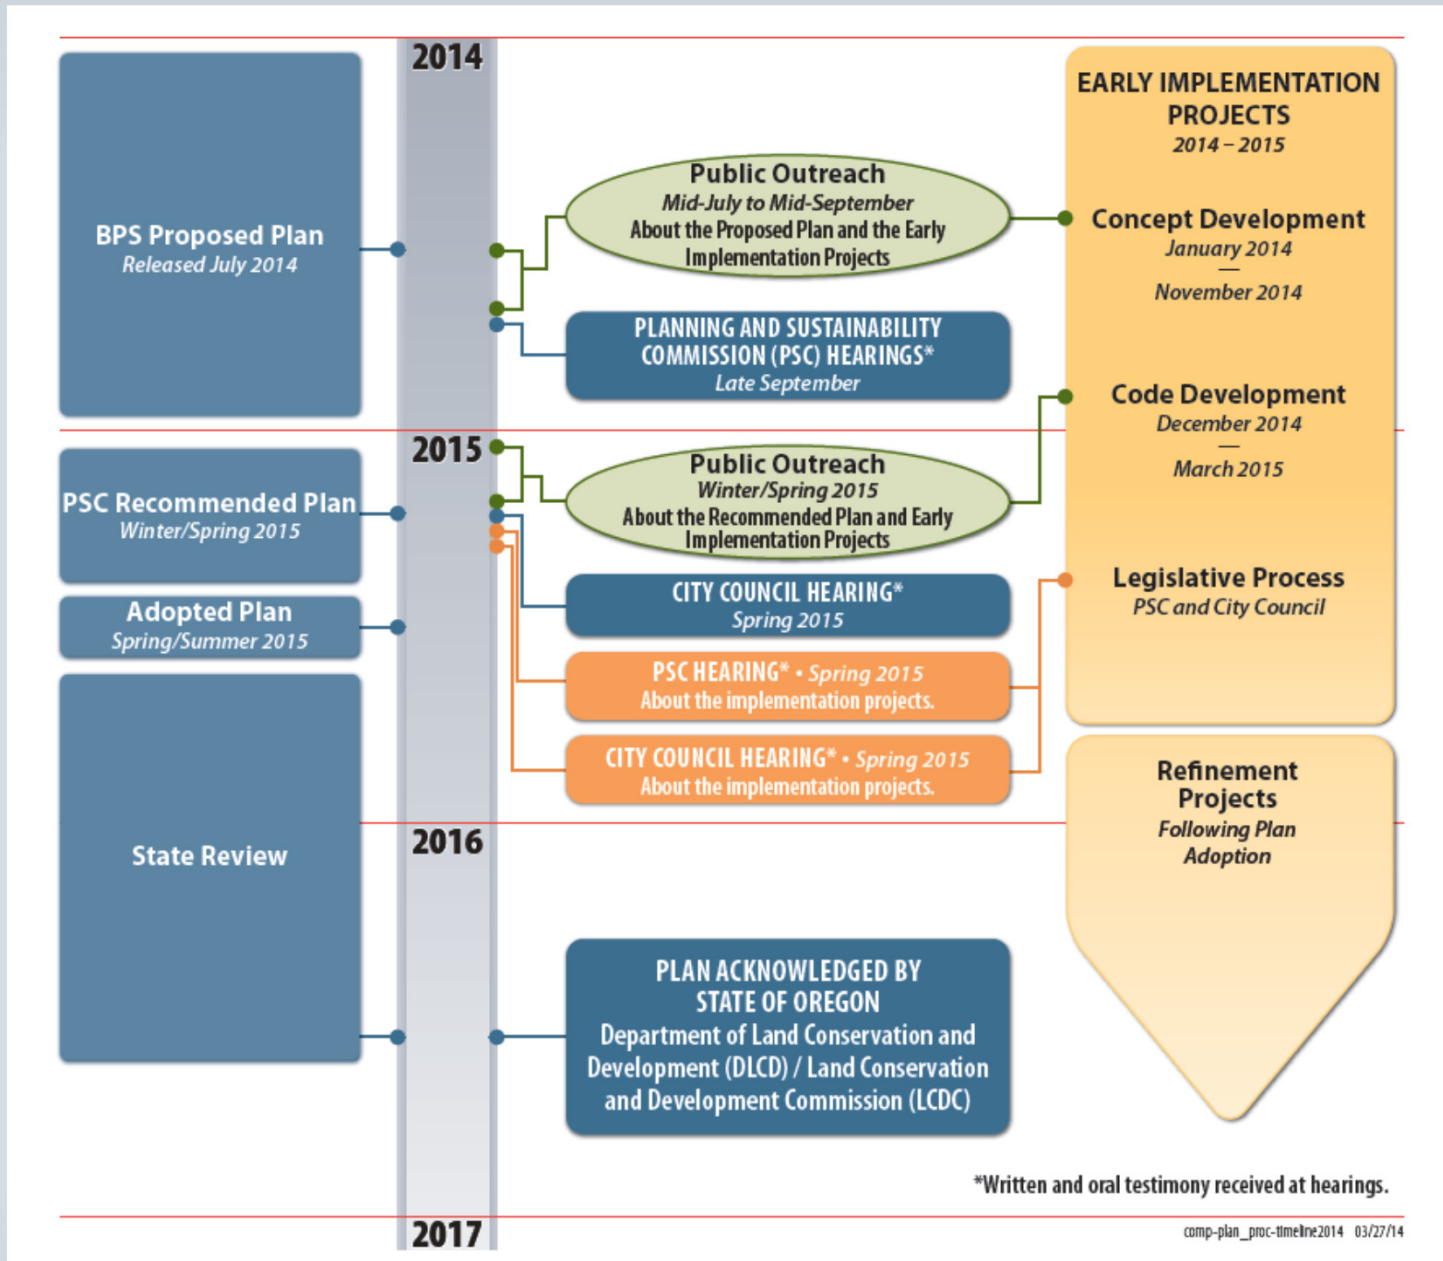 2014
BPS Proposed Plan
Released July 2014
Public Outreach
Mid-July to Mid-September
About the Proposed Plan and the Early
Implementation Projects
PLANNING AND SUSTAINABILITY
COMMISSION (PSC) HEARINGS*
Late September
EARLY IMPLEMENTATION
PROJECTS
2014 – 2015
Concept Development
January 2014
—
November 2014
Code Development
December 2014
—
March 2015
Legislative Process
PSC and City Council
2015
PSC Recommended Plan
Winter/Spring 2015
Adopted Plan
Spring/Summer 2015
Public Outreach
Winter/Spring 2015
About the Recommended Plan and Early
Implementation Projects
CITY COUNCIL HEARING*
Spring 2015
PSC HEARING* • Spring 2015
About the implementation projects.
CITY COUNCIL HEARING* • Spring 2015
About the implementation projects.
Refinement
Projects
Following Plan
Adoption
2016
State Review
PLAN ACKNOWLEDGED BY
STATE OF OREGON
Department of Land Conservation and
Development (DLCD) / Land Conservation
and Development Commission (LCDC)
*Written and oral testimony received at hearings.
2017
comp-plan_proc-timeline2014 03/27/14